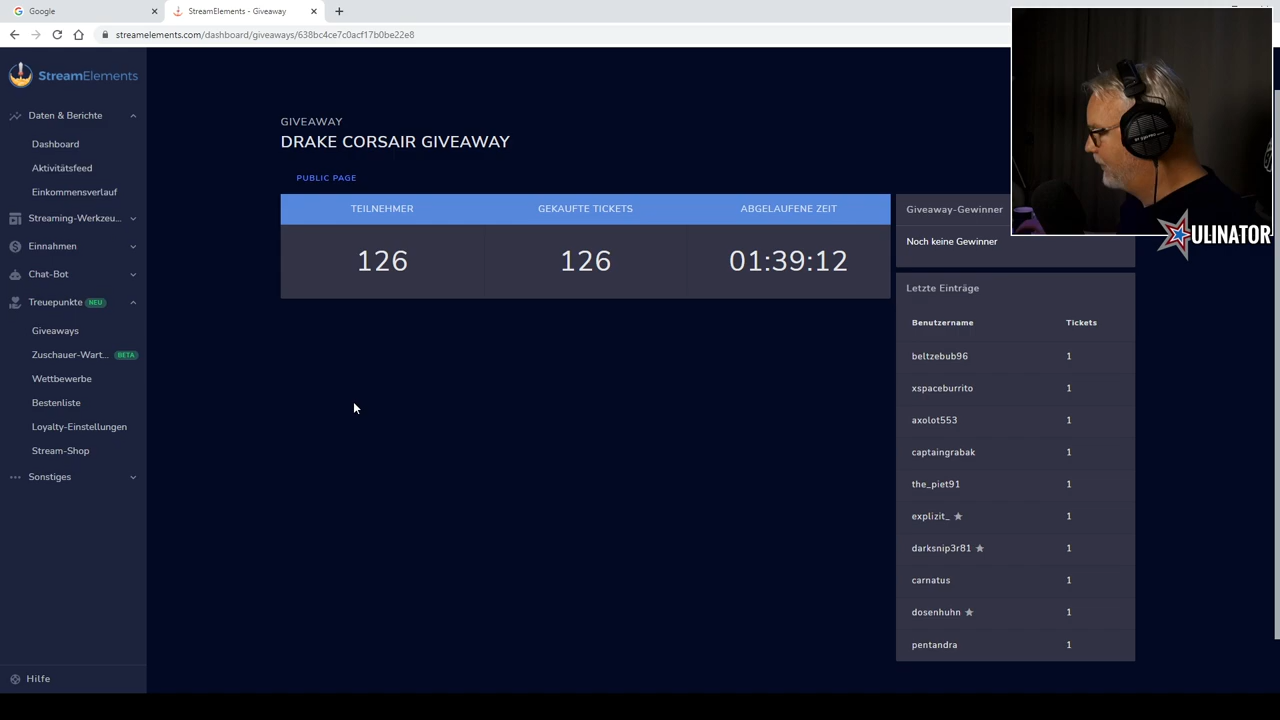 Google
StreamElements - Giveaway
streamelements.com/dashboard/giveaways/638bc4ce7c0acf17b0be22e8
StreamElements
Daten & Berichte
Dashboard
Aktivitätsfeed
Einkommensverlauf
Streaming-Werkzeu...
Einnahmen
Chat-Bot
Treuepunkte NEU
Giveaways
Zuschauer-Wart... BETA
Wettbewerbe
Bestenliste
Loyalty-Einstellungen
Stream-Shop
Sonstiges
Hilfe
GIVEAWAY
DRAKE CORSAIR GIVEAWAY
PUBLIC PAGE
TEILNEHMER GEKAUFTE TICKETS ABGELAUFENE ZEIT
126 126 01:39:12
Giveaway-Gewinner
Noch keine Gewinner
Letzte Einträge
Benutzername Tickets
beltzebub96 1
xspaceburrito 1
axolot553 1
captaingrabak 1
the_piet91 1
explizit_ 1
darksnip3r81 1
carnatus 1
dosenhuhn 1
pentandra 1
ULINATOR